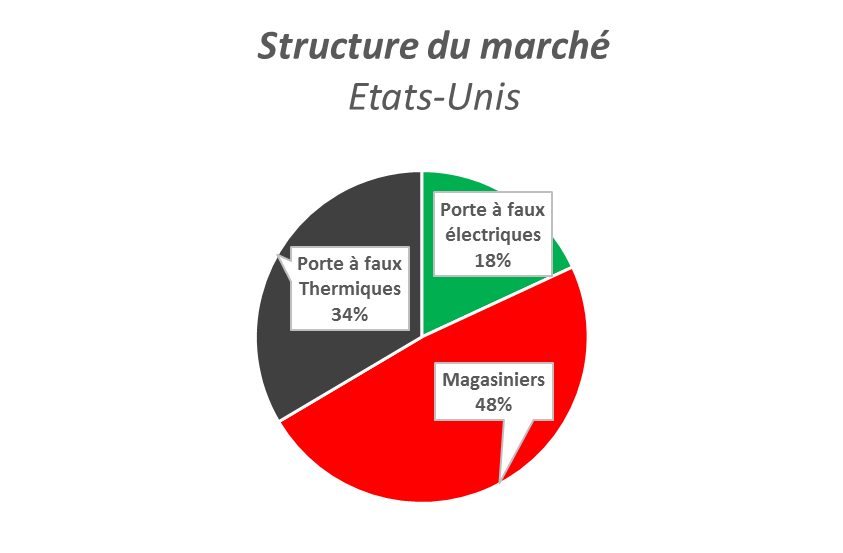 Structure du marché
Etats-Unis
Porte à faux
électriques
18%
Porte à faux
Thermiques
34%
Magasiniers
48%